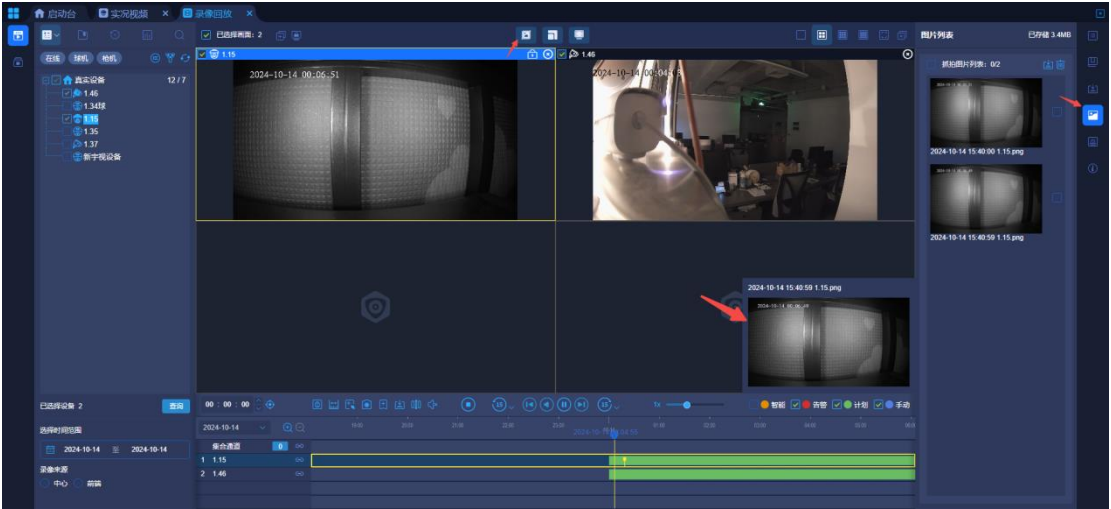 启动台 实况视频 × 录像回放 ×
已选择画面：2
图片列表 已存储 3.4MB
在线 球机 枪机
真实设备 12 / 7
1.46
1.34球
1.15
1.35
1.37
新宇视设备
1.15
2024-10-14 00:06:51
1.46
抓拍图片列表：0/2
2024-10-14 15:40:00 1.15.png
2024-10-14 15:40:59 1.15.png
2024-10-14 15:40:59 1.15.png
已选择设备 2 查询
00 : 00 : 00
1x
智能 告警 计划 手动
选择时间范围
2024-10-14 至 2024-10-14
录像来源
中心 前端
2024-10-14
集合通道 0
1 1.15
2 1.46